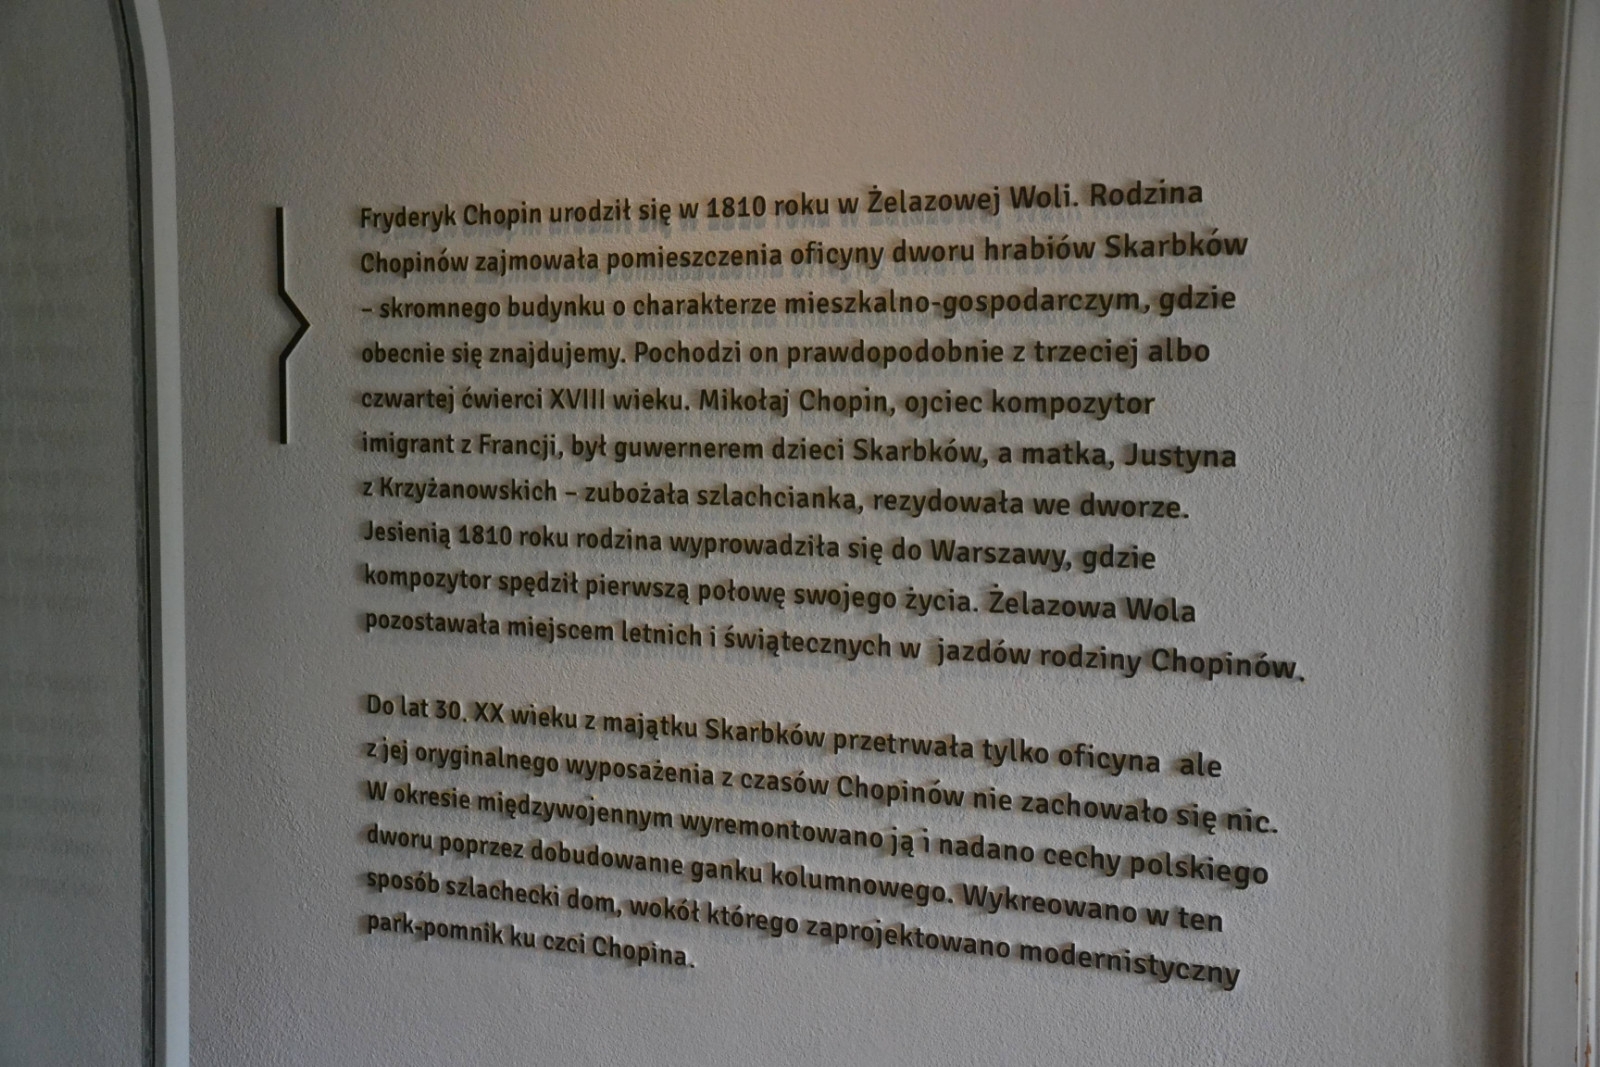 Fryderyk Chopin urodził się w 1810 roku w Żelazowej Woli. Rodzina
Chopinów zajmowała pomieszczenia oficyny dworu hrabiów Skarbków
– skromnego budynku o charakterze mieszkalno-gospodarczym, gdzie
obecnie się znajdujemy. Pochodzi on prawdopodobnie z trzeciej albo
czwartej ćwierci XVIII wieku. Mikołaj Chopin, ojciec kompozytor
imigrant z Francji, był guwernerem dzieci Skarbków, a matka, Justyna
z Krzyżanowskich – zubożała szlachcianka, rezydowała we dworze.
Jesienią 1810 roku rodzina wyprowadziła się do Warszawy, gdzie
kompozytor spędził pierwszą połowę swojego życia. Żelazowa Wola
pozostawała miejscem letnich i świątecznych w jazdów rodziny Chopinów.
Do lat 30. XX wieku z majątku Skarbków przetrwała tylko oficyna ale
z jej oryginalnego wyposażenia z czasów Chopinów nie zachowało się nic.
W okresie międzywojennym wyremontowano ją i nadano cechy polskiego
dworu poprzez dobudowanie ganku kolumnowego. Wykreowano w ten
sposób szlachecki dom, wokół którego zaprojektowano modernistyczny
park-pomnik ku czci Chopina.